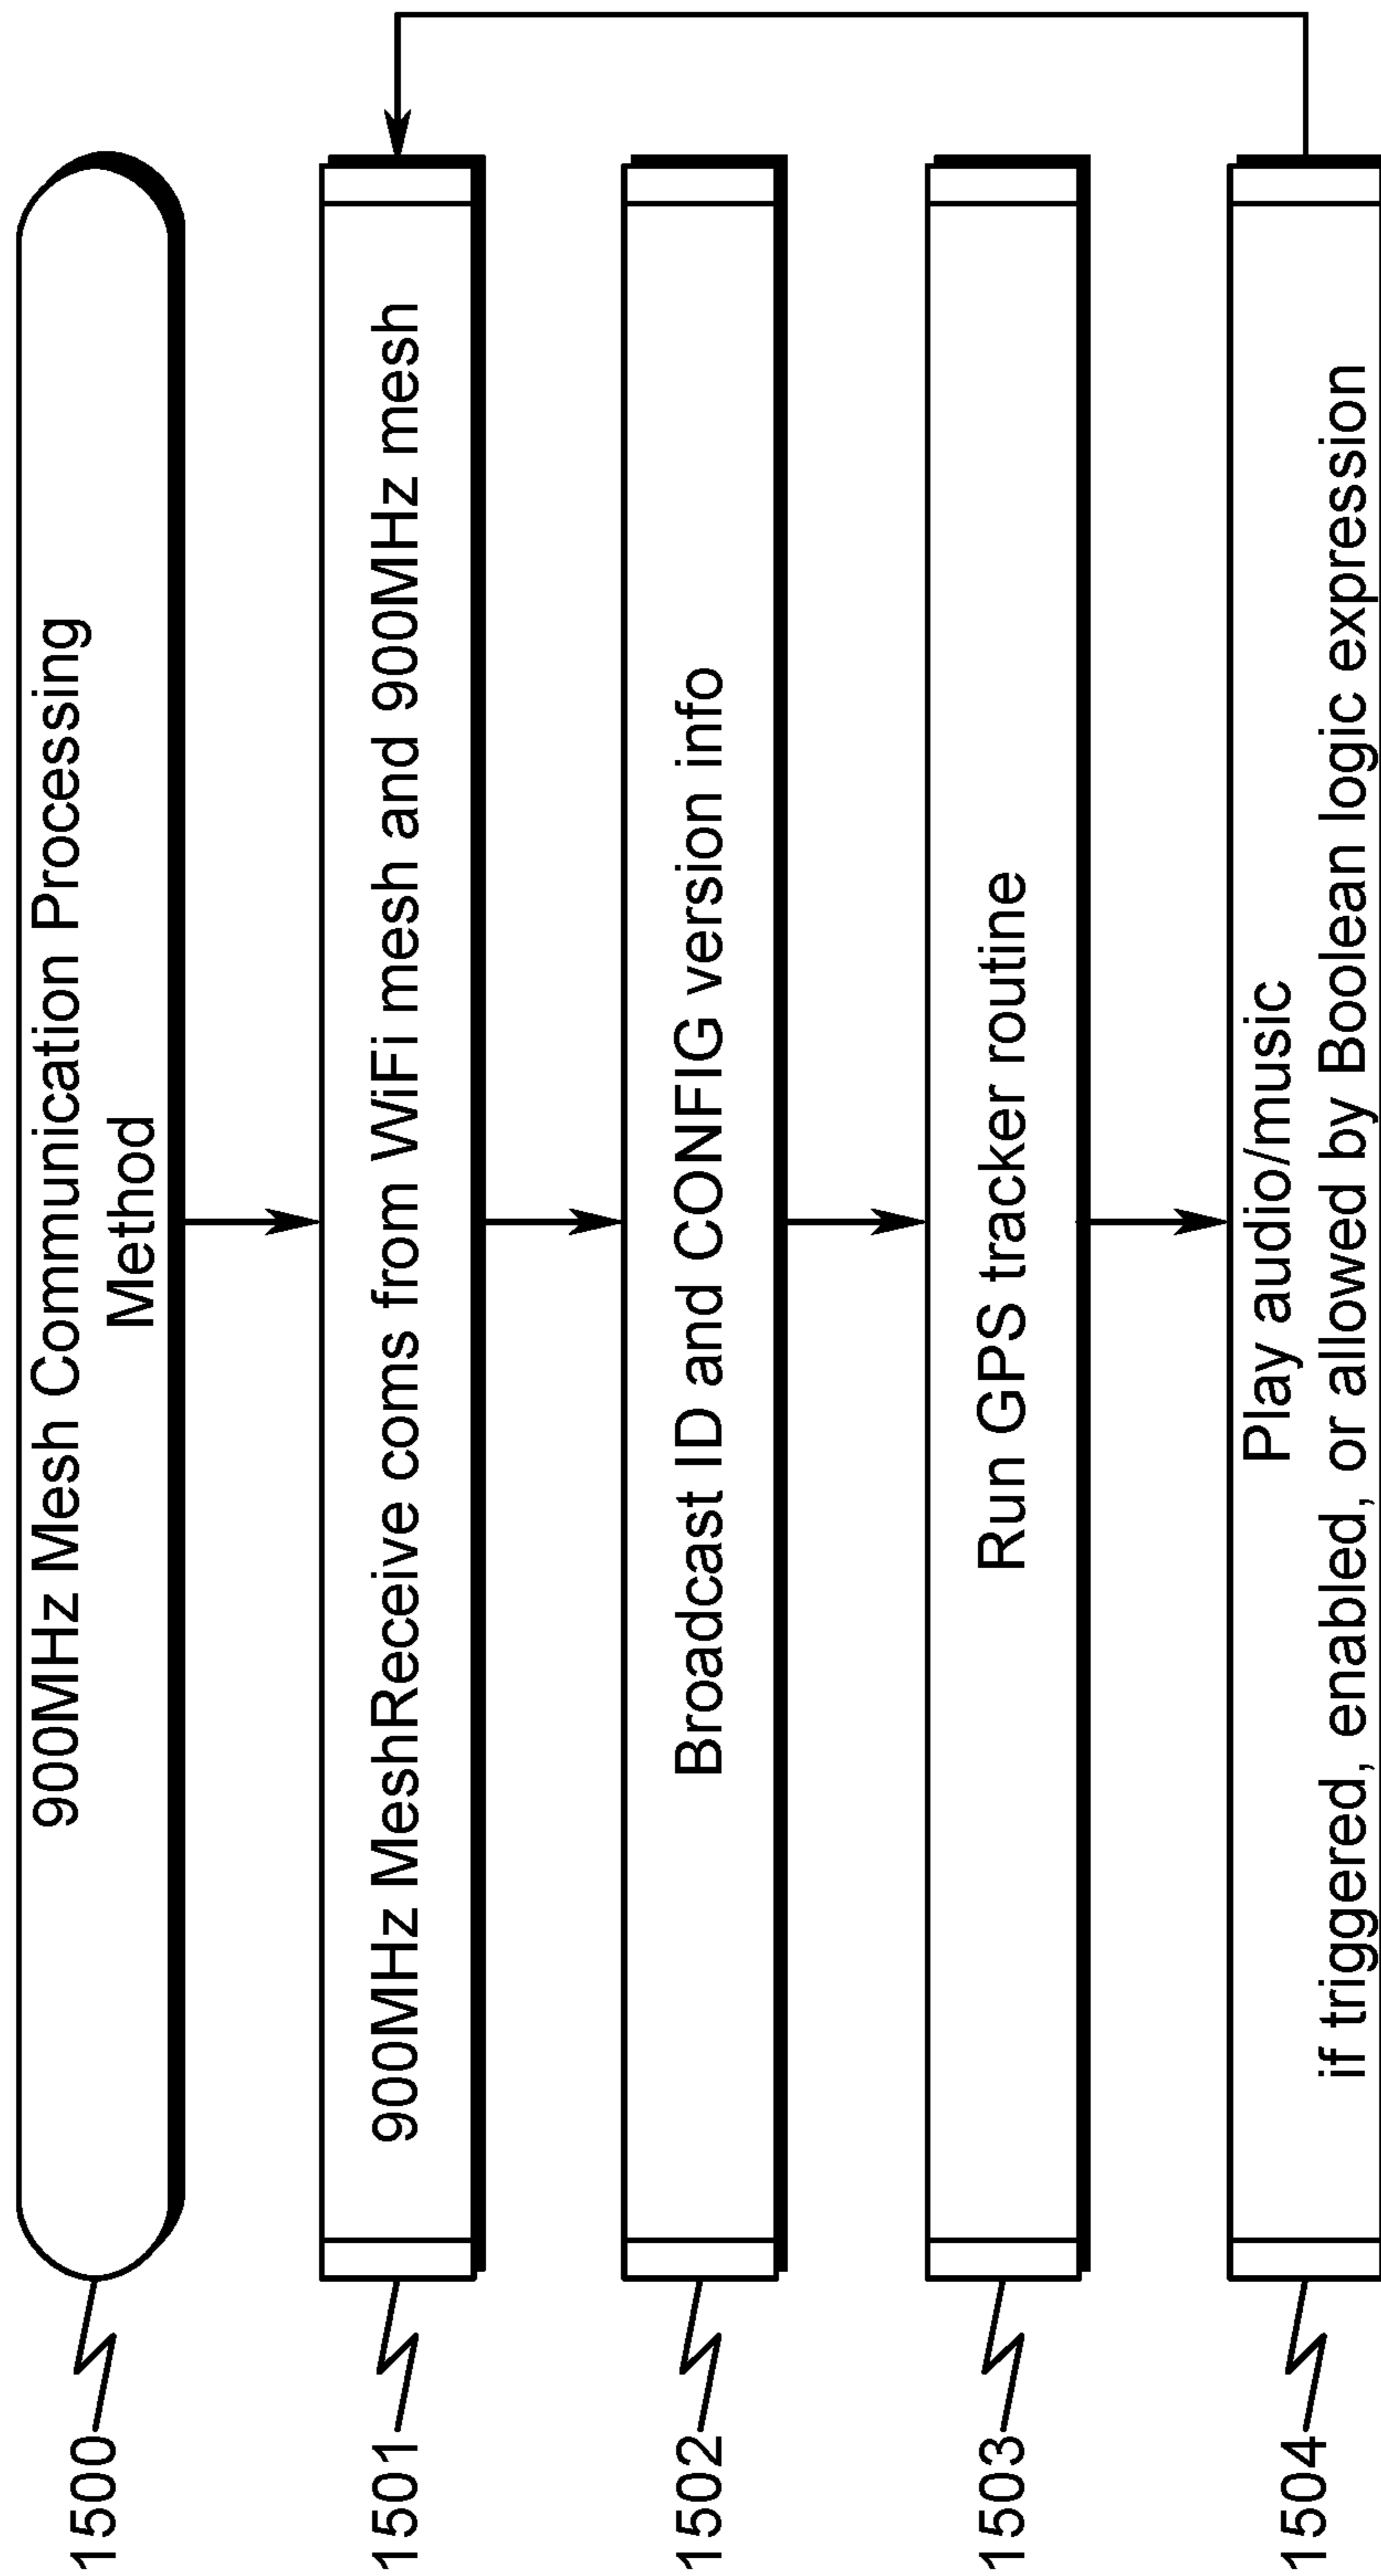 1500
900MHz Mesh Communication Processing
Method
1501
900MHz MeshReceive coms from WiFi mesh and 900MHz mesh
1502
Broadcast ID and CONFIG version info
1503
Run GPS tracker routine
1504
Play audio/music
if triggered, enabled, or allowed by Boolean logic expression